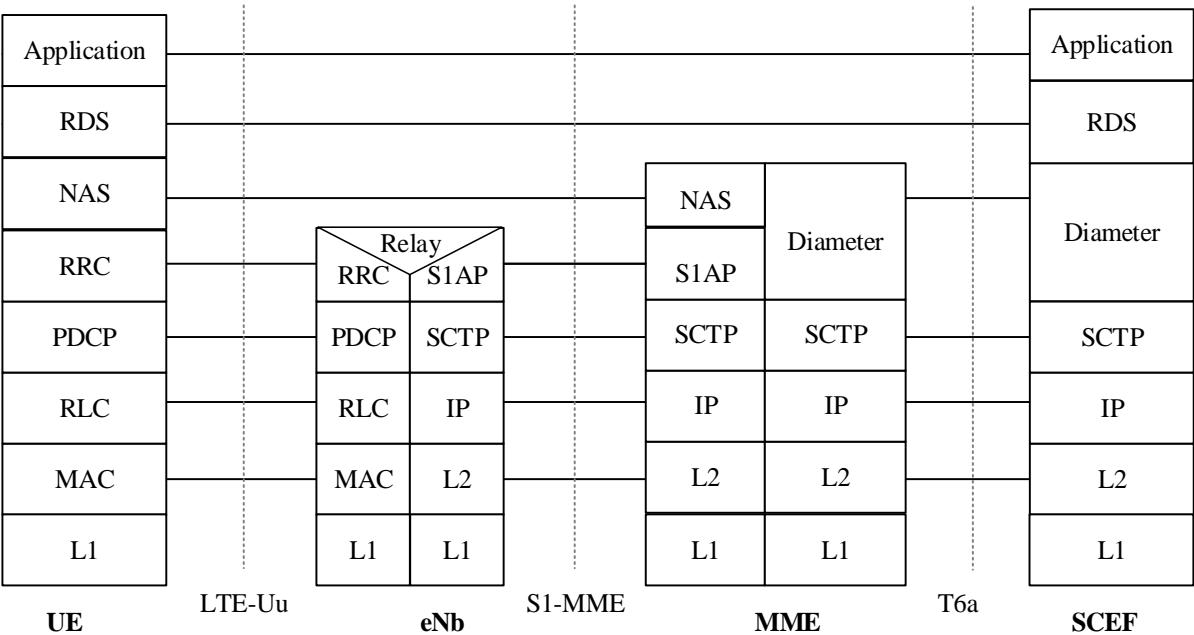 Application
Application
RDS
RDS
NAS
NAS
Diameter
Diameter
Relay
RRC
RRC
S1AP
S1AP
PDCP
PDCP
SCTP
SCTP
SCTP
SCTP
RLC
RLC
IP
IP
IP
IP
MAC
MAC
L2
L2
L2
L2
L1
L1
L1
L1
L1
L1
LTE-Uu
S1-MME
T6a
UE
eNb
MME
SCEF